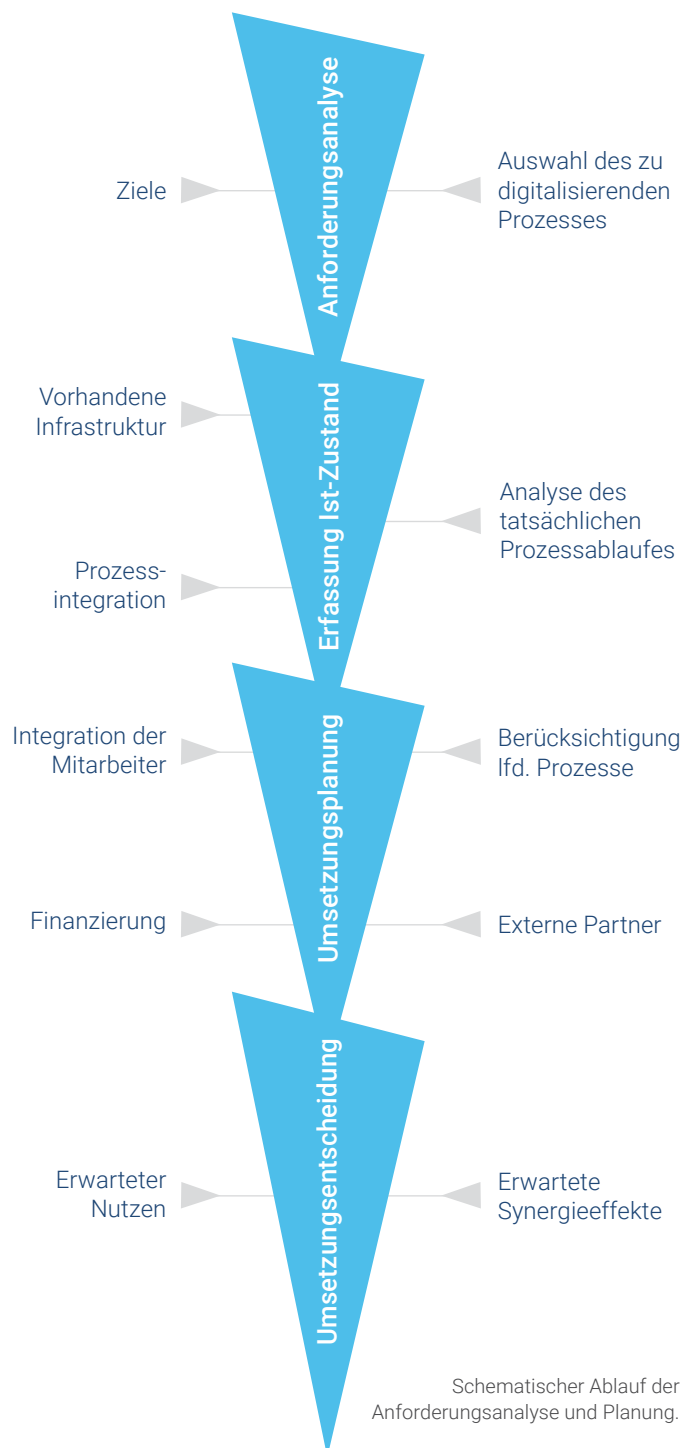 Anforderungsanalyse
Ziele
Auswahl des zu
digitalisierenden
Prozesses
Erfassung Ist-Zustand
Vorhandene
Infrastruktur
Analyse des
tatsächlichen
Prozessablaufes
Prozess-
integration
Umsetzungsplanung
Integration der
Mitarbeiter
Berücksichtigung
lfd. Prozesse
Finanzierung
Externe Partner
Umsetzungsentscheidung
Erwarteter
Nutzen
Erwartete
Synergieeffekte
Schematischer Ablauf der
Anforderungsanalyse und Planung.